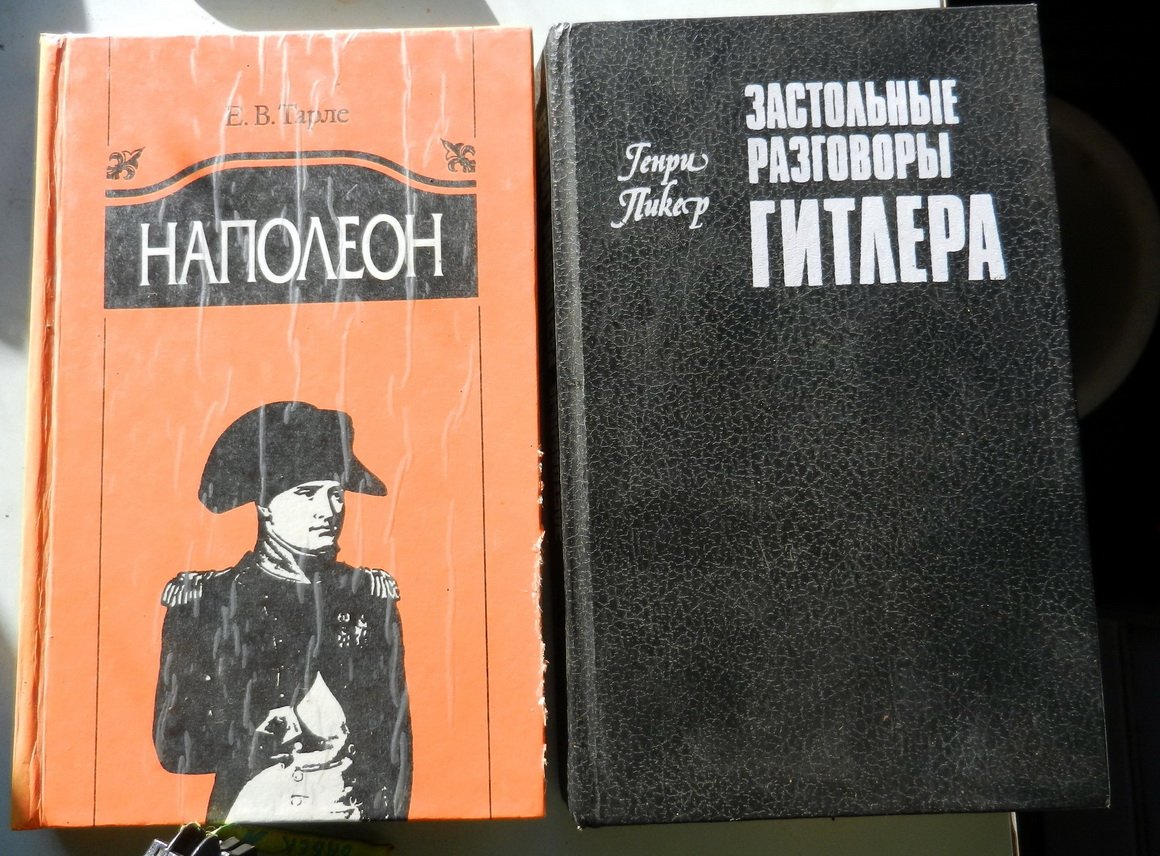 Е. В. Тарле
НАПОЛЕОН
Генри
Пикер
ЗАСТОЛЬНЫЕ
РАЗГОВОРЫ
ГИТЛЕРА